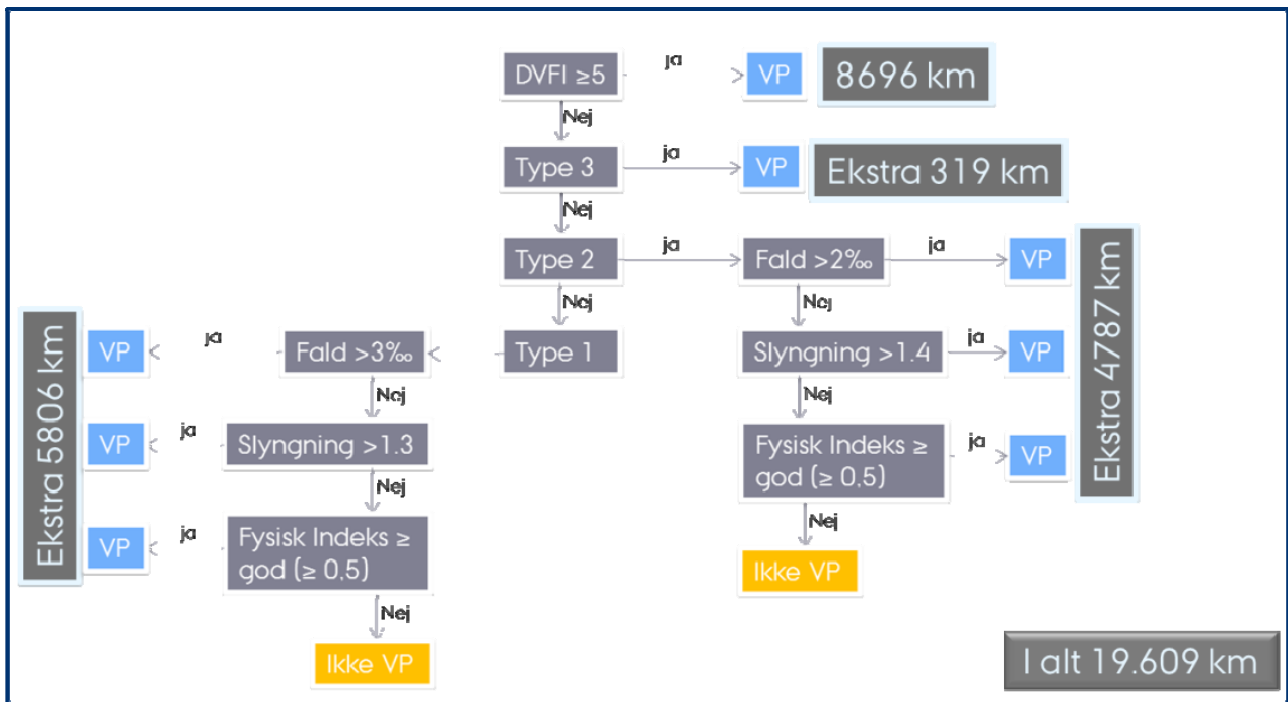 DVFI ≥5
ja
VP
8696 km
Nej
Type 3
ja
VP
Ekstra 319 km
Nej
Type 2
ja
Fald >2‰
ja
VP
Nej
Nej
Type 1
Fald >3‰
ja
VP
Slyngning >1.4
ja
VP
Ekstra 4787 km
Nej
Nej
Slyngning >1.3
ja
VP
Ekstra 5806 km
Fysisk Indeks ≥
god (≥ 0,5)
ja
VP
Nej
Nej
Fysisk Indeks ≥
god (≥ 0,5)
ja
VP
Ikke VP
Nej
Ikke VP
I alt 19.609 km